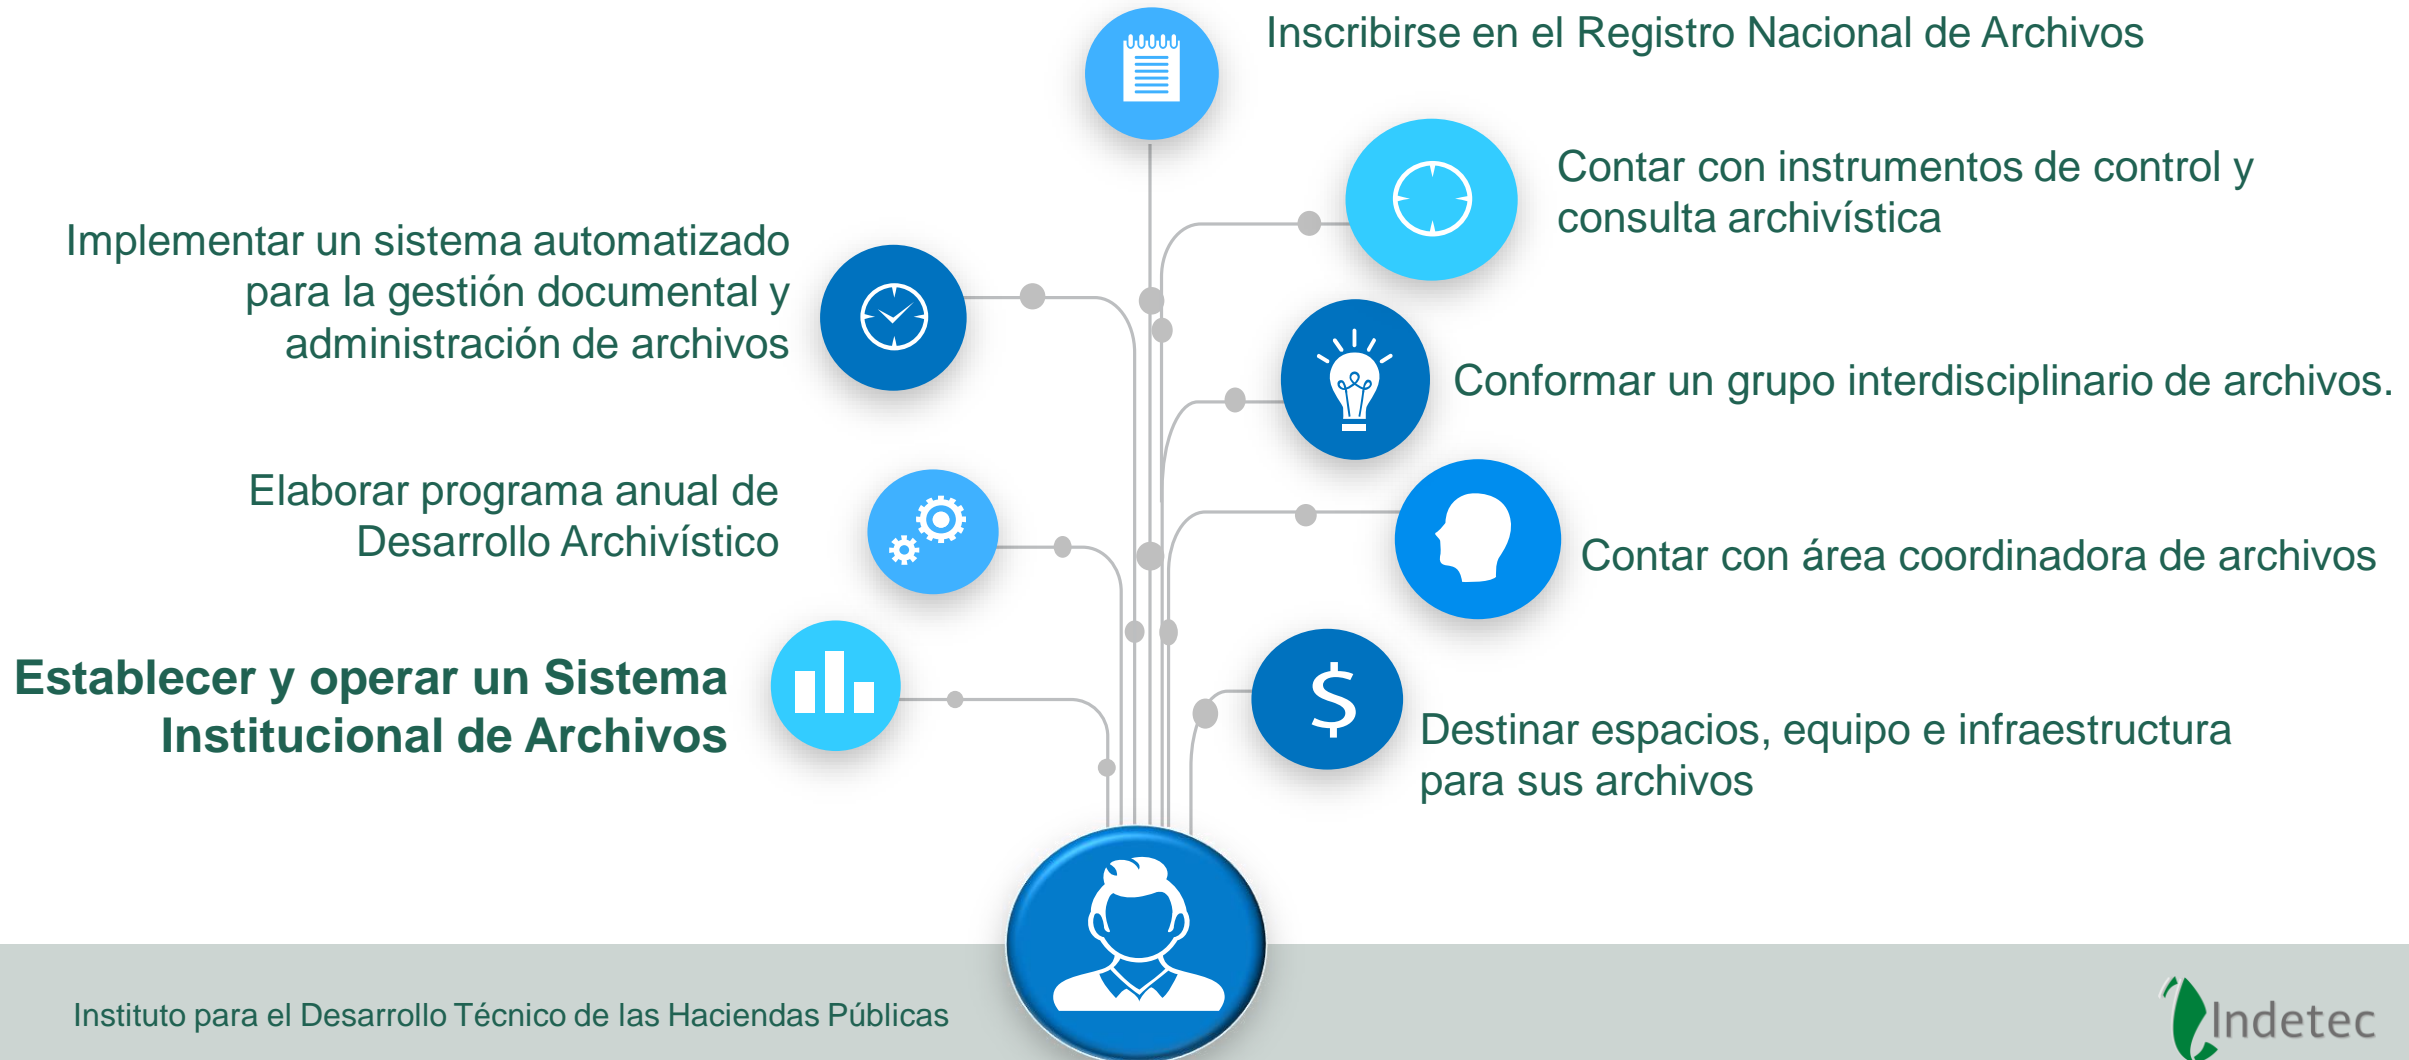 Inscribirse en el Registro Nacional de Archivos
Contar con instrumentos de control y
consulta archivística
Implementar un sistema automatizado
para la gestión documental y
administración de archivos
Conformar un grupo interdisciplinario de archivos.
Elaborar programa anual de
Desarrollo Archivístico
Contar con área coordinadora de archivos
Establecer y operar un Sistema
Institucional de Archivos
$
Destinar espacios, equipo e infraestructura
para sus archivos
Instituto para el Desarrollo Técnico de las Haciendas Públicas
Indetec